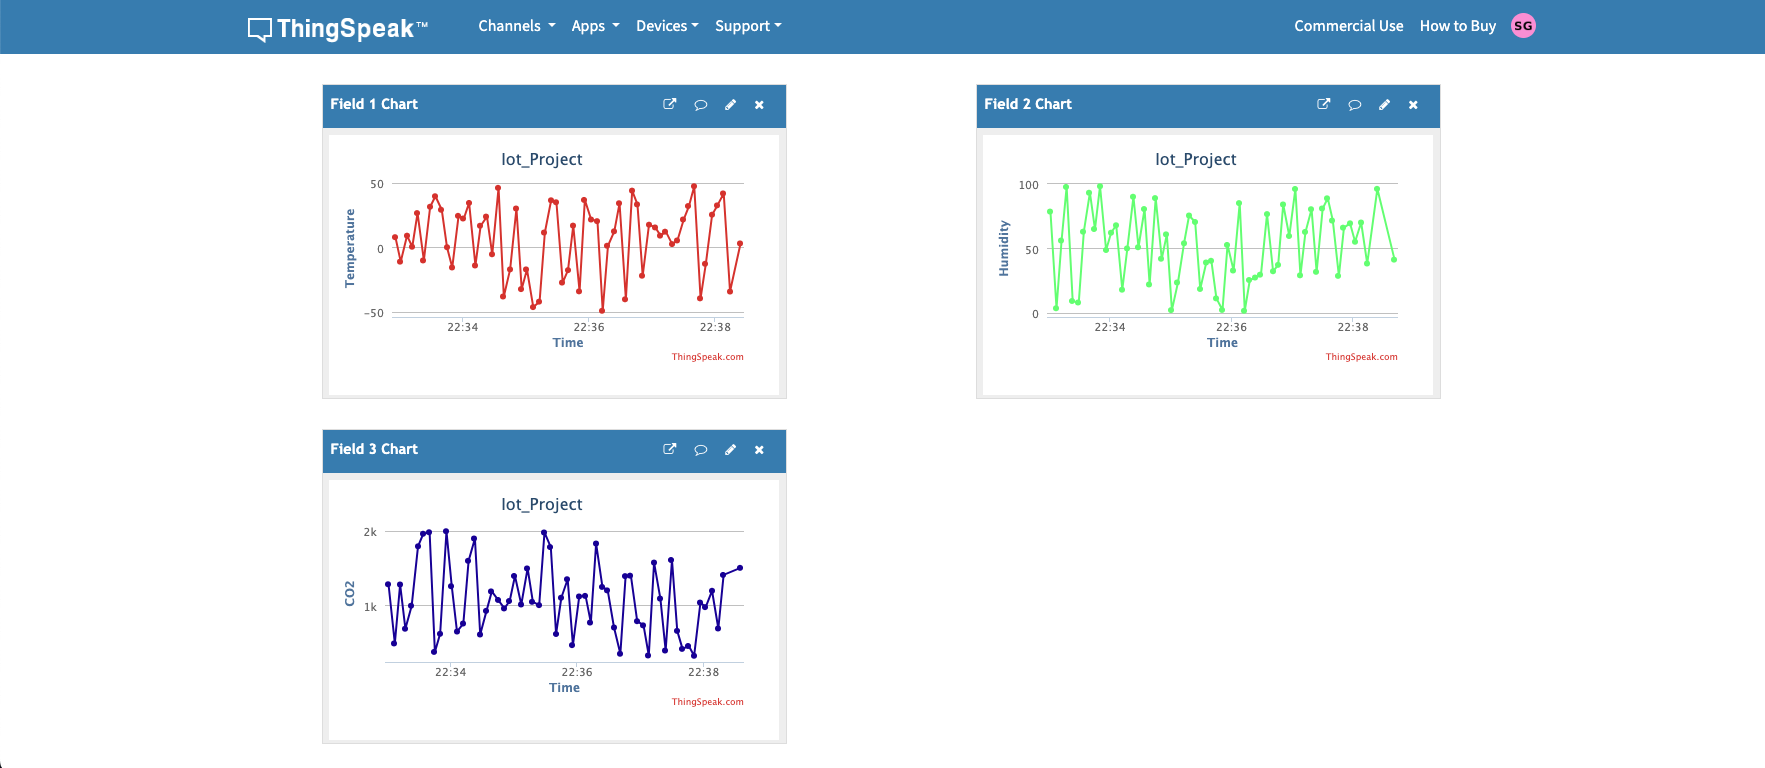 ThingSpeak™ Channels Apps Devices Support Commercial Use How to Buy SG
Field 1 Chart
Iot_Project
Temperature
50
0
-50
22:34 22:36 22:38
Time
ThingSpeak.com
Field 2 Chart
Iot_Project
Humidity
100
50
0
22:34 22:36 22:38
Time
ThingSpeak.com
Field 3 Chart
Iot_Project
CO2
2k
1k
22:34 22:36 22:38
Time
ThingSpeak.com